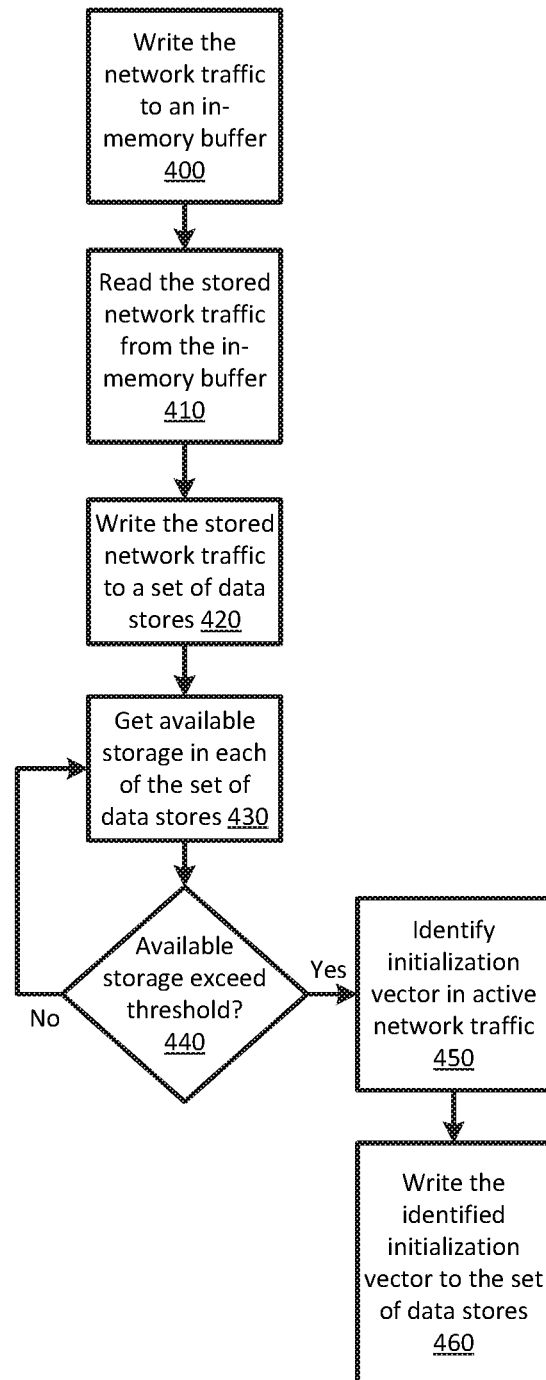 Write the
network traffic
to an in-
memory buffer
400
Read the stored
network traffic
from the in-
memory buffer
410
Write the stored
network traffic
to a set of data
stores 420
Get available
storage in each
of the set of
data stores 430
Available
storage exceed
threshold?
440
No
Yes
Identify
initialization
vector in active
network traffic
450
Write the
identified
initialization
vector to the set
of data stores
460